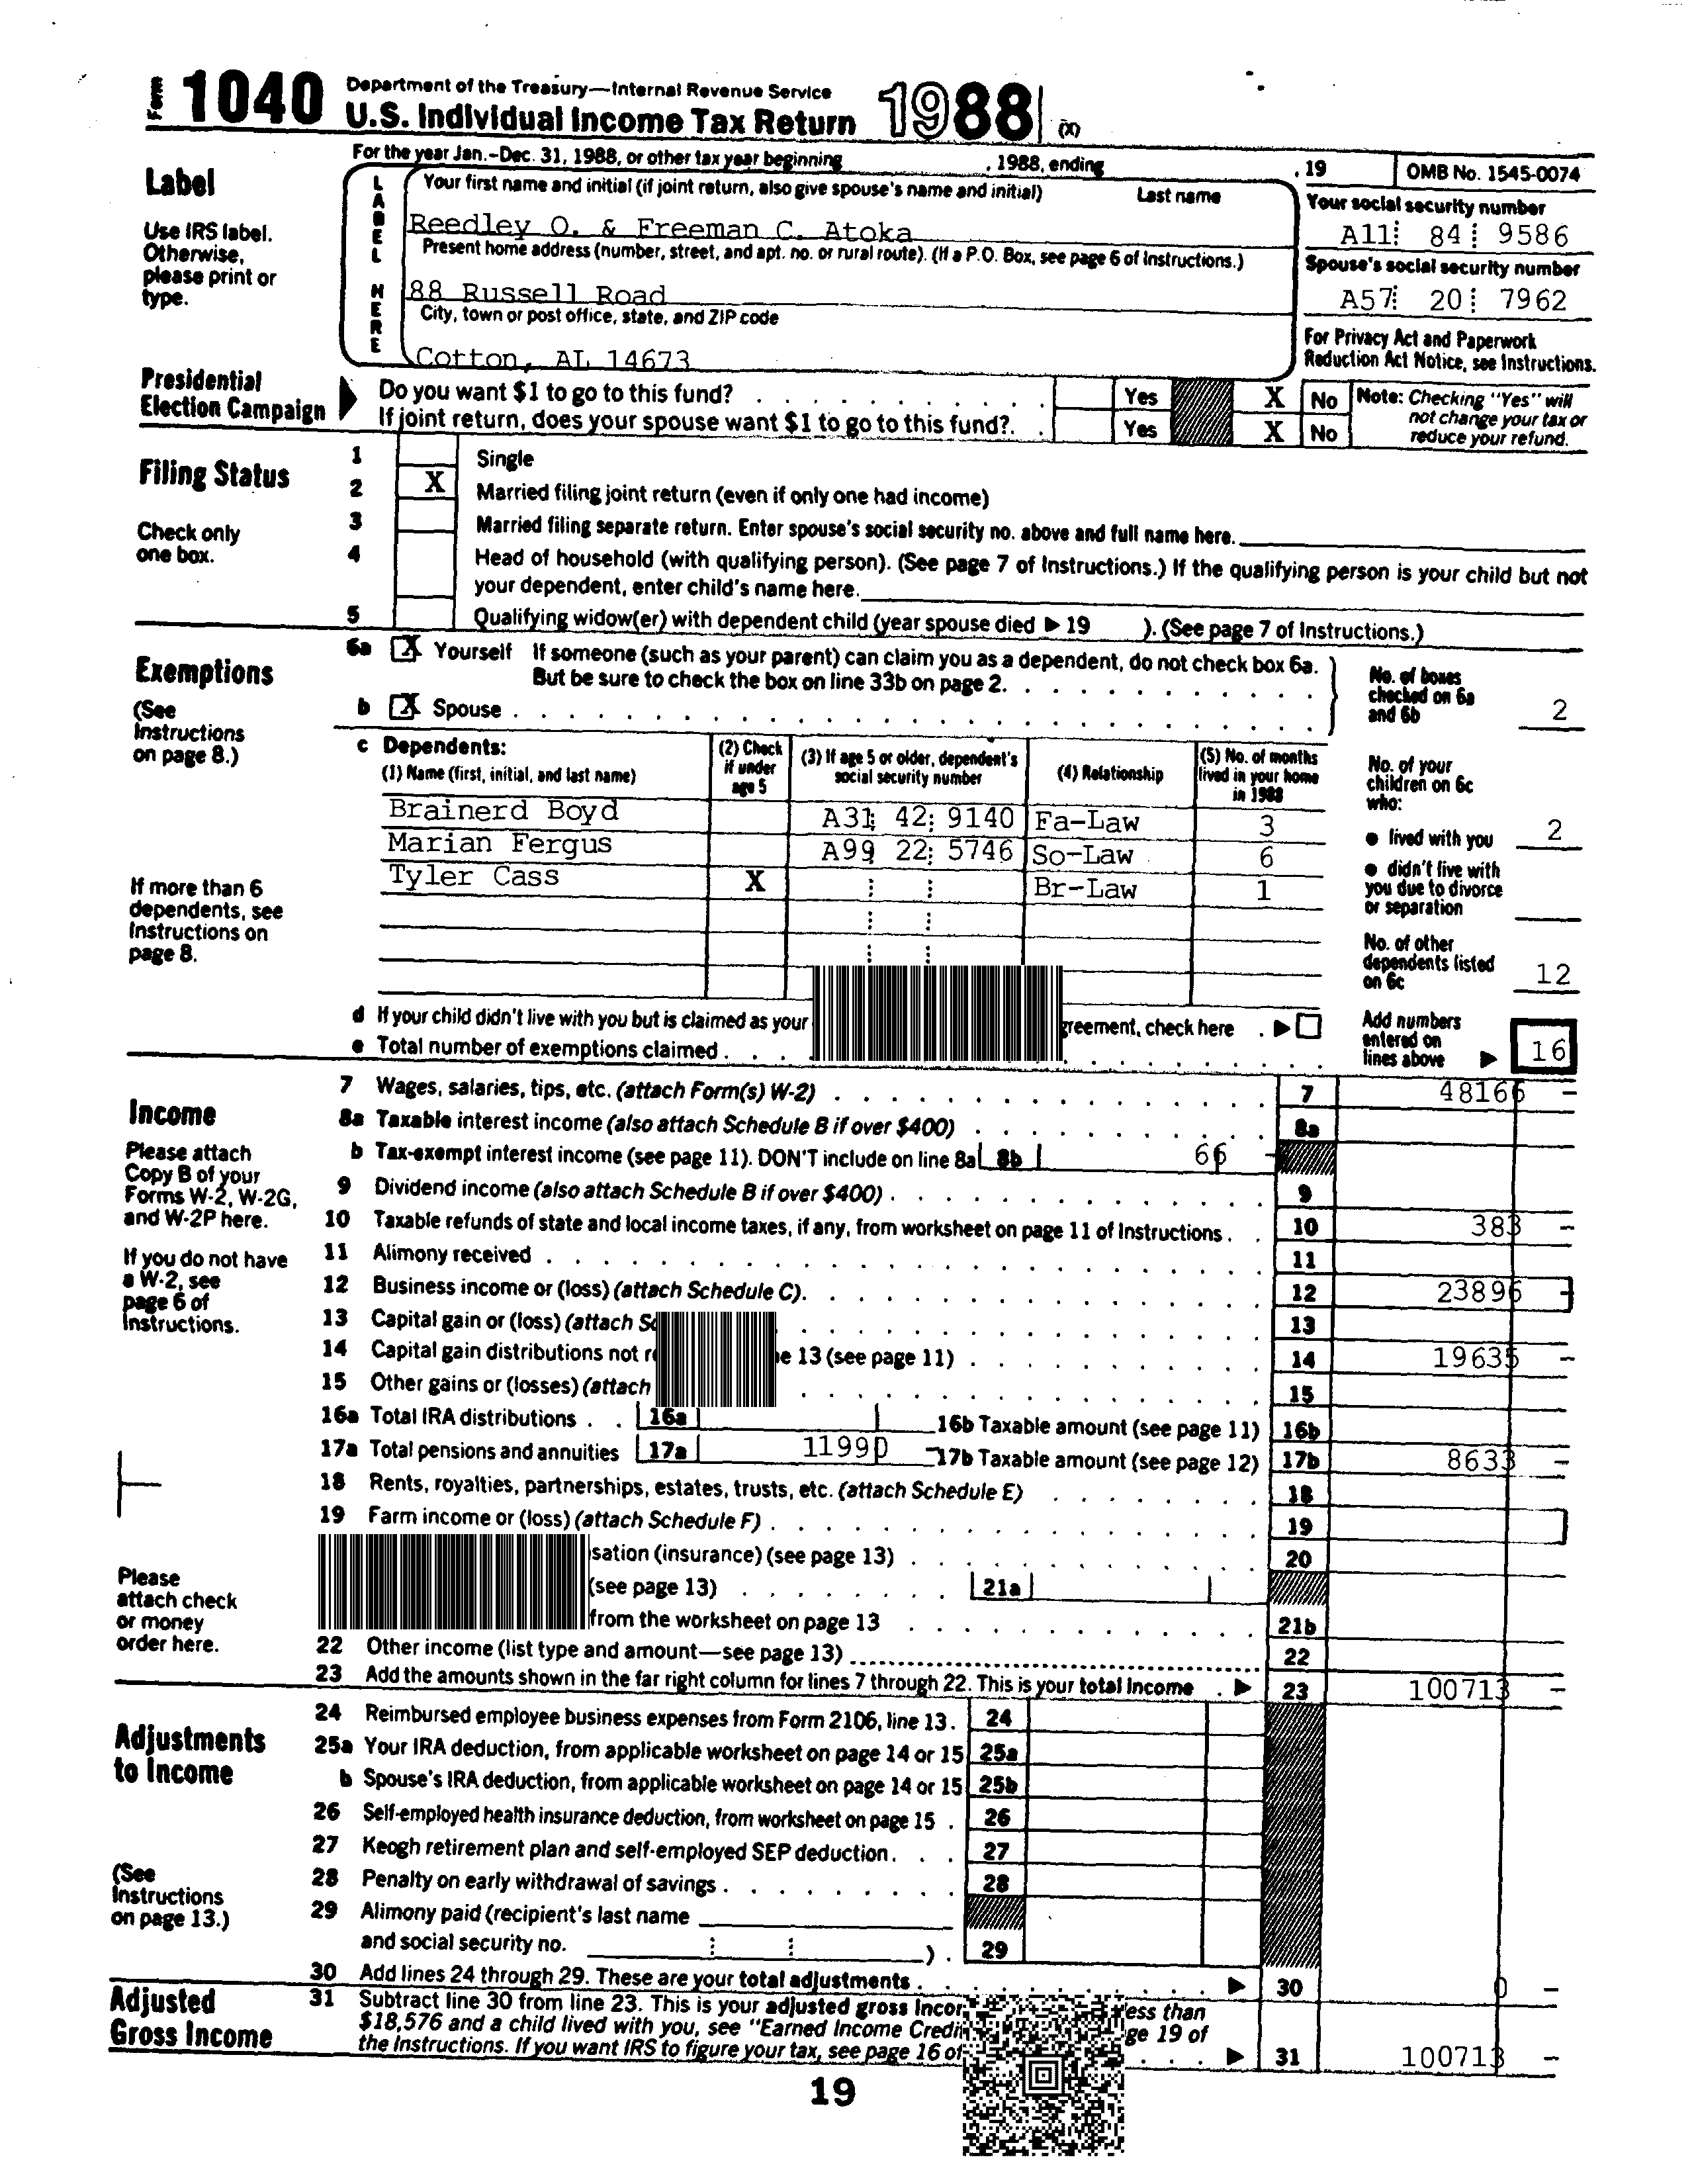 Form 1040 Department of the Treasury—Internal Revenue Service
U.S. Individual Income Tax Return 1988 (X)
For the year Jan.-Dec. 31, 1988, or other tax year beginning , 1988, ending , 19 OMB No. 1545-0074
Label
Use IRS label. Otherwise, please print or type.
LABEL HERE
Your first name and initial (if joint return, also give spouse's name and initial) Last name
Reedley O. & Freeman C. Atoka
Your social security number
A11 84 9586
Present home address (number, street, and apt. no. or rural route). (If a P.O. Box, see page 6 of Instructions.)
88 Russell Road
Spouse's social security number
A57 20 7962
City, town or post office, state, and ZIP code
Cotton, AL 14673
For Privacy Act and Paperwork Reduction Act Notice, see Instructions.
Presidential Election Campaign
Do you want $1 to go to this fund? Yes X No
If joint return, does your spouse want $1 to go to this fund? Yes X No
Note: Checking "Yes" will not change your tax or reduce your refund.
Filing Status
Check only one box.
1 Single
2 X Married filing joint return (even if only one had income)
3 Married filing separate return. Enter spouse's social security no. above and full name here.
4 Head of household (with qualifying person). (See page 7 of Instructions.) If the qualifying person is your child but not
your dependent, enter child's name here.
5 Qualifying widow(er) with dependent child (year spouse died ▶ 19 ). (See page 7 of Instructions.)
Exemptions
(See Instructions on page 8.)
6a X Yourself If someone (such as your parent) can claim you as a dependent, do not check box 6a.
But be sure to check the box on line 33b on page 2.
b X Spouse
No. of boxes checked on 6a and 6b 2
c Dependents:
(1) Name (first, initial, and last name) (2) Check if under age 5 (3) If age 5 or older, dependent's social security number (4) Relationship (5) No. of months lived in your home in 1988
Brainerd Boyd A31 42 9140 Fa-Law 3
Marian Fergus A99 22 5746 So-Law 6
Tyler Cass X Br-Law 1
If more than 6 dependents, see Instructions on page 8.
No. of your children on 6c who:
● lived with you 2
● didn't live with you due to divorce or separation
No. of other dependents listed on 6c 12
d If your child didn't live with you but is claimed as your greement, check here ▶
e Total number of exemptions claimed
Add numbers entered on lines above ▶ 16
Income
Please attach Copy B of your Forms W-2, W-2G, and W-2P here.
If you do not have a W-2, see page 6 of Instructions.
7 Wages, salaries, tips, etc. (attach Form(s) W-2) 7 48166 -
8a Taxable interest income (also attach Schedule B if over $400) 8a
b Tax-exempt interest income (see page 11). DON'T include on line 8a 8b 66 -
9 Dividend income (also attach Schedule B if over $400) 9
10 Taxable refunds of state and local income taxes, if any, from worksheet on page 11 of Instructions 10 383 -
11 Alimony received 11
12 Business income or (loss) (attach Schedule C) 12 23896 -
13 Capital gain or (loss) (attach Sc 13
14 Capital gain distributions not r e 13 (see page 11) 14 19635 -
15 Other gains or (losses) (attach 15
16a Total IRA distributions 16a 16b Taxable amount (see page 11) 16b
17a Total pensions and annuities 17a 11990 - 17b Taxable amount (see page 12) 17b 8633 -
18 Rents, royalties, partnerships, estates, trusts, etc. (attach Schedule E) 18
19 Farm income or (loss) (attach Schedule F) 19
sation (insurance) (see page 13) 20
(see page 13) 21a
from the worksheet on page 13 21b
Please attach check or money order here.
22 Other income (list type and amount—see page 13) 22
23 Add the amounts shown in the far right column for lines 7 through 22. This is your total income ▶ 23 100713 -
Adjustments to Income
(See Instructions on page 13.)
24 Reimbursed employee business expenses from Form 2106, line 13 24
25a Your IRA deduction, from applicable worksheet on page 14 or 15 25a
b Spouse's IRA deduction, from applicable worksheet on page 14 or 15 25b
26 Self-employed health insurance deduction, from worksheet on page 15 26
27 Keogh retirement plan and self-employed SEP deduction 27
28 Penalty on early withdrawal of savings 28
29 Alimony paid (recipient's last name
and social security no. ) 29
30 Add lines 24 through 29. These are your total adjustments ▶ 30 0 -
Adjusted Gross Income
31 Subtract line 30 from line 23. This is your adjusted gross incor ess than
$18,576 and a child lived with you, see "Earned Income Credi ge 19 of
the Instructions. If you want IRS to figure your tax, see page 16 of ▶ 31 100713 -
19